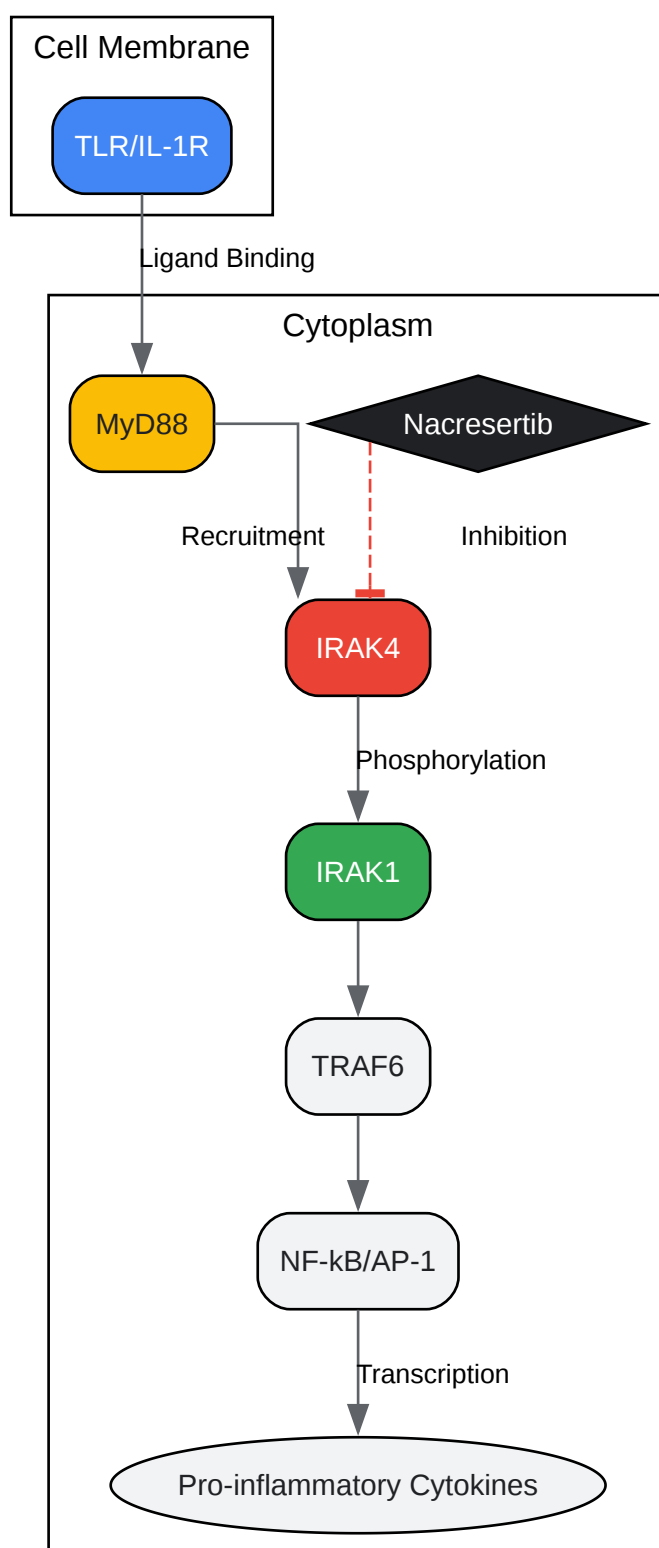 Cell Membrane
TLR/IL-1R
Ligand Binding
Cytoplasm
MyD88
Nacresertib
Recruitment
Inhibition
IRAK4
Phosphorylation
IRAK1
TRAF6
NF-kB/AP-1
Transcription
Pro-inflammatory Cytokines